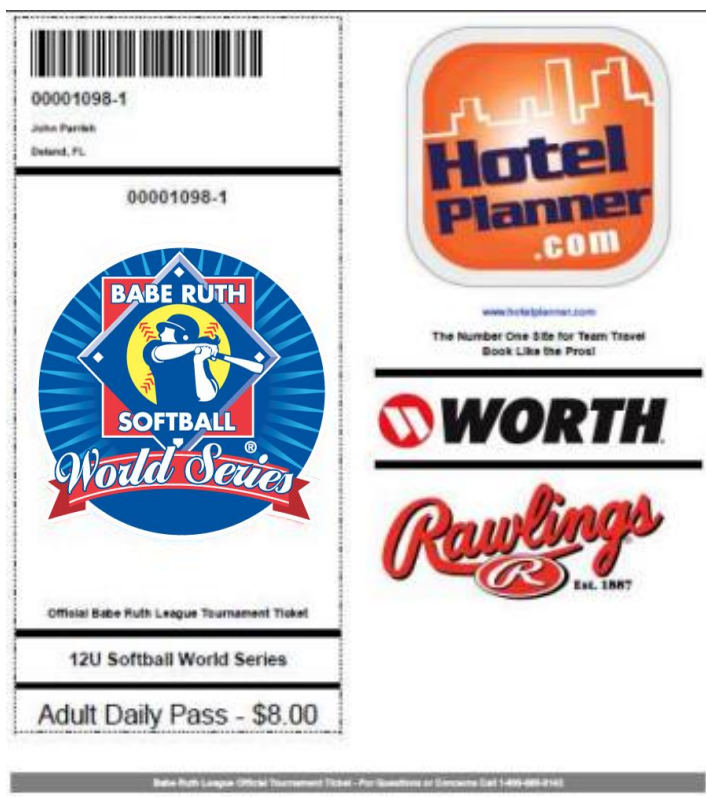 00001098-1
John Parrish
Deland, FL
00001098-1
BABE RUTH
SOFTBALL
World Series
®
Official Babe Ruth League Tournament Ticket
12U Softball World Series
Adult Daily Pass - $8.00
Hotel
Planner
.com
www.hotelplanner.com
The Number One Site for Team Travel
Book Like the Pros!
WORTH
Rawlings
R
Est. 1887
Babe Ruth League Official Tournament Ticket - For Questions or Concerns Call